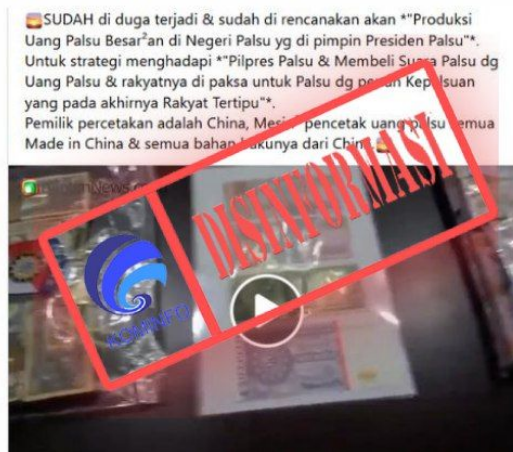 🌅SUDAH di duga terjadi & sudah di rencanakan akan *"Produksi
Uang Palsu Besar²an di Negeri Palsu yg di pimpin Presiden Palsu"*.
Untuk strategi menghadapi *"Pilpres Palsu & Membeli Suara Palsu dg
Uang Palsu & rakyatnya di paksa untuk Palsu dg penuh Kepalsuan
yang pada akhirnya Rakyat Tertipu"*.
Pemilik percetakan adalah China, Mesin pencetak uang palsu semua
Made in China & semua bahan bakunya dari China.🌅
DISINFORMASI
KOMINFO